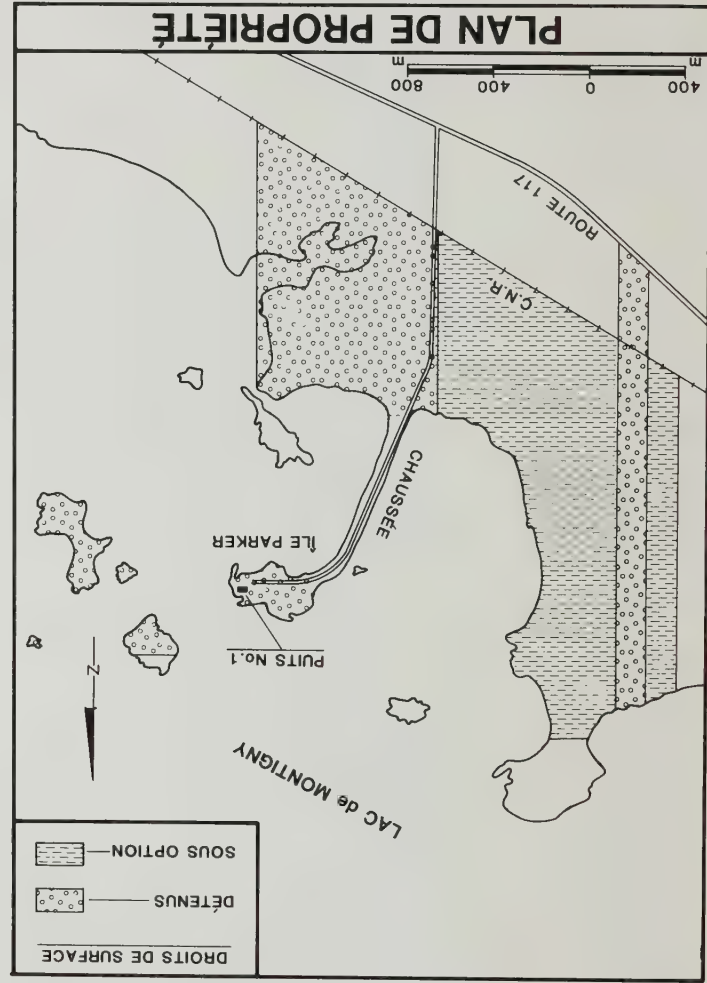 DROITS DE SURFACE
DÉTENUS
SOUS OPTION
LAC de MONTIGNY
N
PUITS No.1
ÎLE PARKER
CHAUSSÉE
C.N.R.
ROUTE 117
400 0 400 800
m m
PLAN DE PROPRIÉTÉ